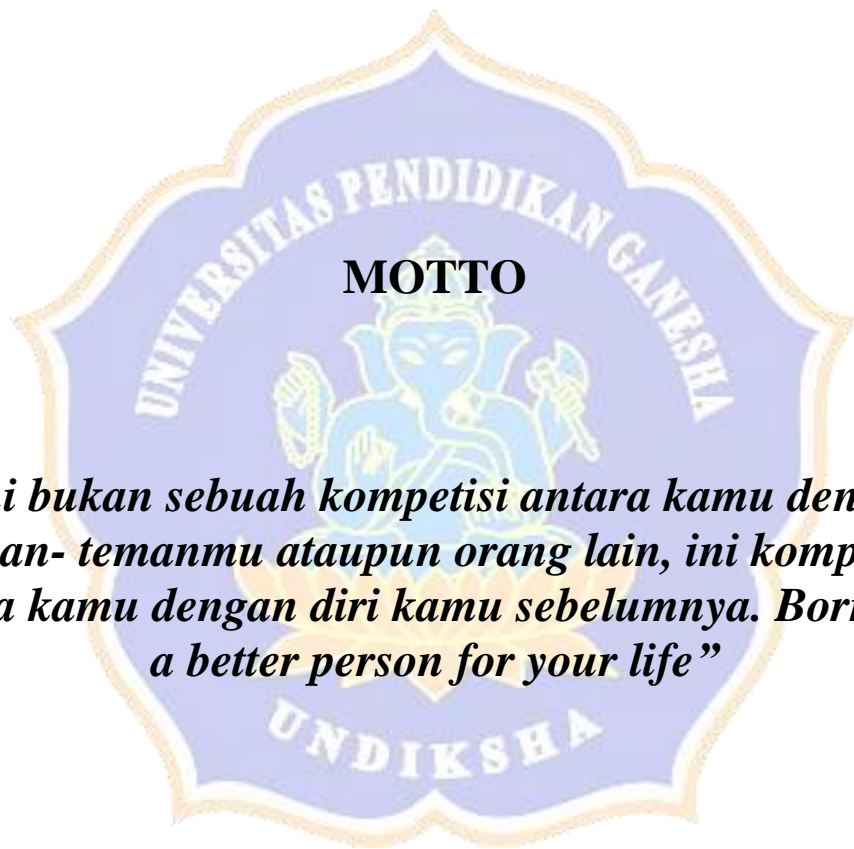 UNIVERSITAS PENDIDIKAN GANESHA
MOTTO
i bukan sebuah kompetisi antara kamu den
an- temanmu ataupun orang lain, ini komp
a kamu dengan diri kamu sebelumnya. Bor
a better person for your life”
UNDIKSHA